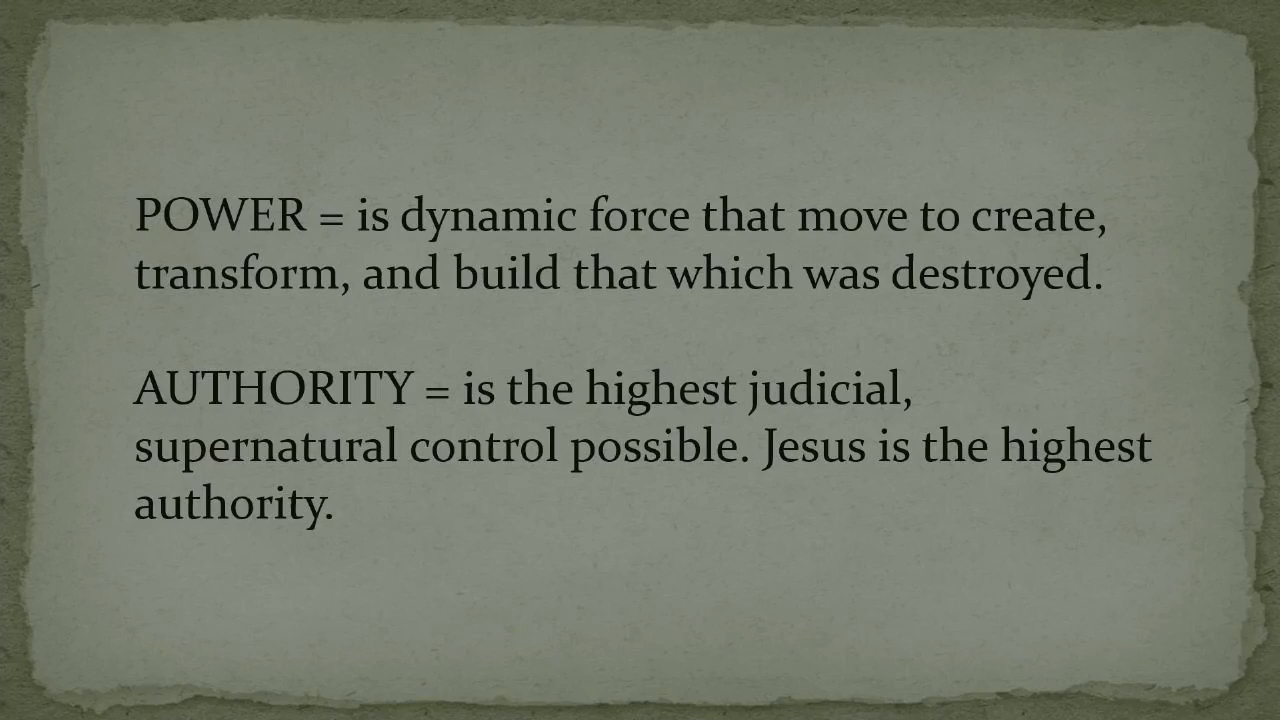 POWER = is dynamic force that move to create,
transform, and build that which was destroyed.
AUTHORITY = is the highest judicial,
supernatural control possible. Jesus is the highest
authority.